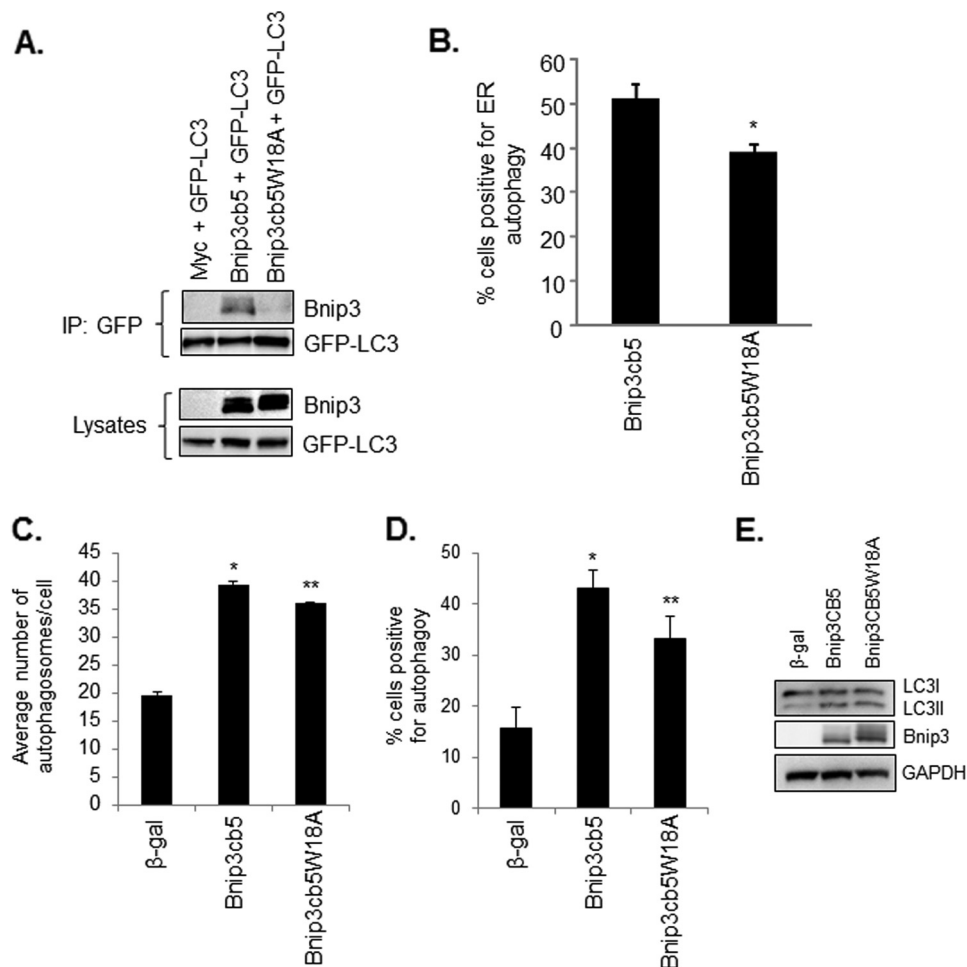 A.
Myc + GFP-LC3
Bnip3cb5 + GFP-LC3
Bnip3cb5W18A + GFP-LC3
IP: GFP
Bnip3
GFP-LC3
Lysates
Bnip3
GFP-LC3
B.
% cells positive for ER
autophagy
60
50
40
30
20
10
0
*
Bnip3cb5
Bnip3cb5W18A
C.
Average number of
autophagosomes/cell
45
40
35
30
25
20
15
10
5
0
*
**
β-gal
Bnip3cb5
Bnip3cb5W18A
D.
% cells positive
for autophagoy
50
40
30
20
10
0
*
**
β-gal
Bnip3cb5
Bnip3cb5W18A
E.
β-gal
Bnip3CB5
Bnip3CB5W18A
LC3I
LC3II
Bnip3
GAPDH